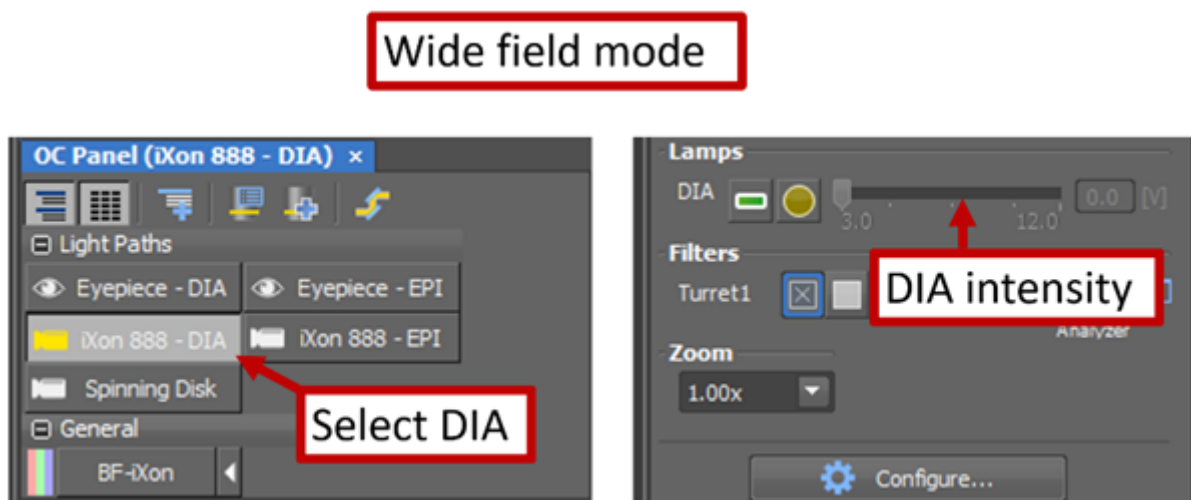 Wide field mode
OC Panel (iXon 888 - DIA) ×
Light Paths
Eyepiece - DIA
Eyepiece - EPI
iXon 888 - DIA
iXon 888 - EPI
Spinning Disk
Select DIA
General
BF-iXon
Lamps
DIA
0.0 [V]
3.0
12.0
Filters
Turret1
DIA intensity
Analyzer
Zoom
1.00x
Configure...